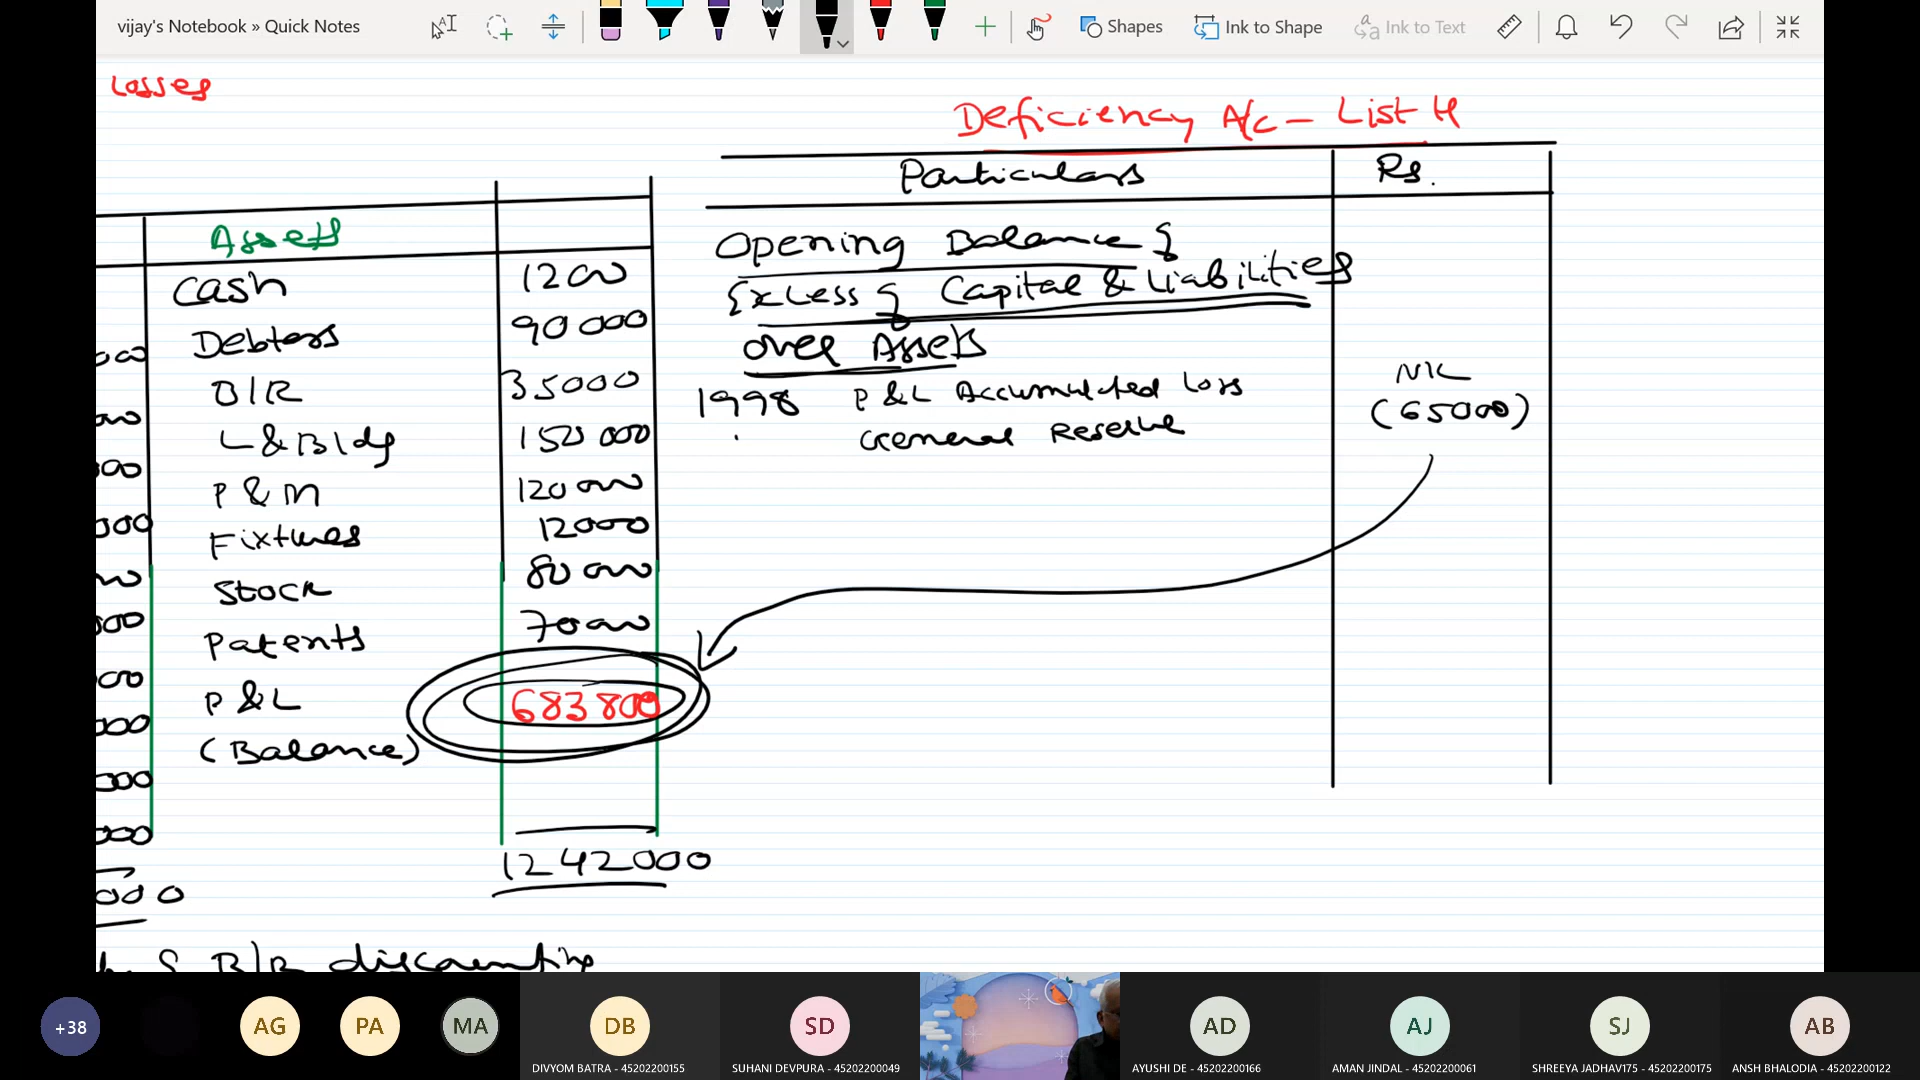 vijay's Notebook » Quick Notes
Shapes
Ink to Shape
Ink to Text
Losses
Deficiency A/c - List H
Particulars Rs.
Assets
Cash 1200
Debtors 90000
B/R 35000
L & Bldg 150000
P & M 120000
Fixtures 12000
Stock 80000
Patents 70000
P & L 683800
(Balance)
1242000
Opening Balance of
Excess of Capital & Liabilities
over Assets
1998 P & L Accumulated Loss NIL
General Reserve (65000)
B/R discounting
+38
AG
PA
MA
DB
SD
AD
AJ
SJ
AB
DIVYOM BATRA - 45202200155
SUHANI DEVPURA - 45202200049
AYUSHI DE - 45202200166
AMAN JINDAL - 45202200061
SHREEYA JADHAV175 - 45202200175
ANSH BHALODIA - 45202200122